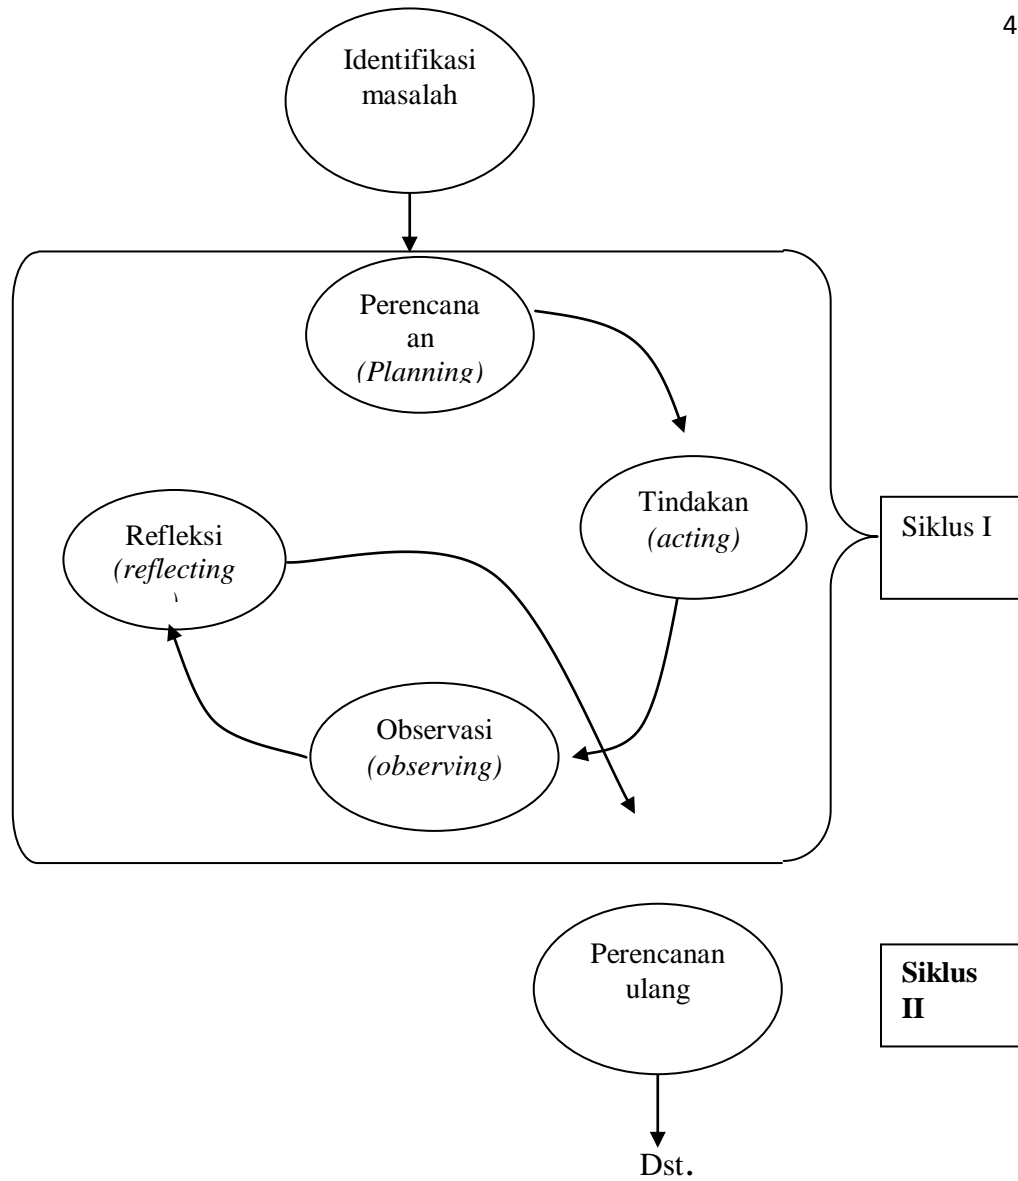 4
Identifikasi
masalah
Perencana
an
(Planning)
Tindakan
(acting)
Siklus I
Refleksi
(reflecting
)
Observasi
(observing)
Perencanan
ulang
Siklus
II
Dst.